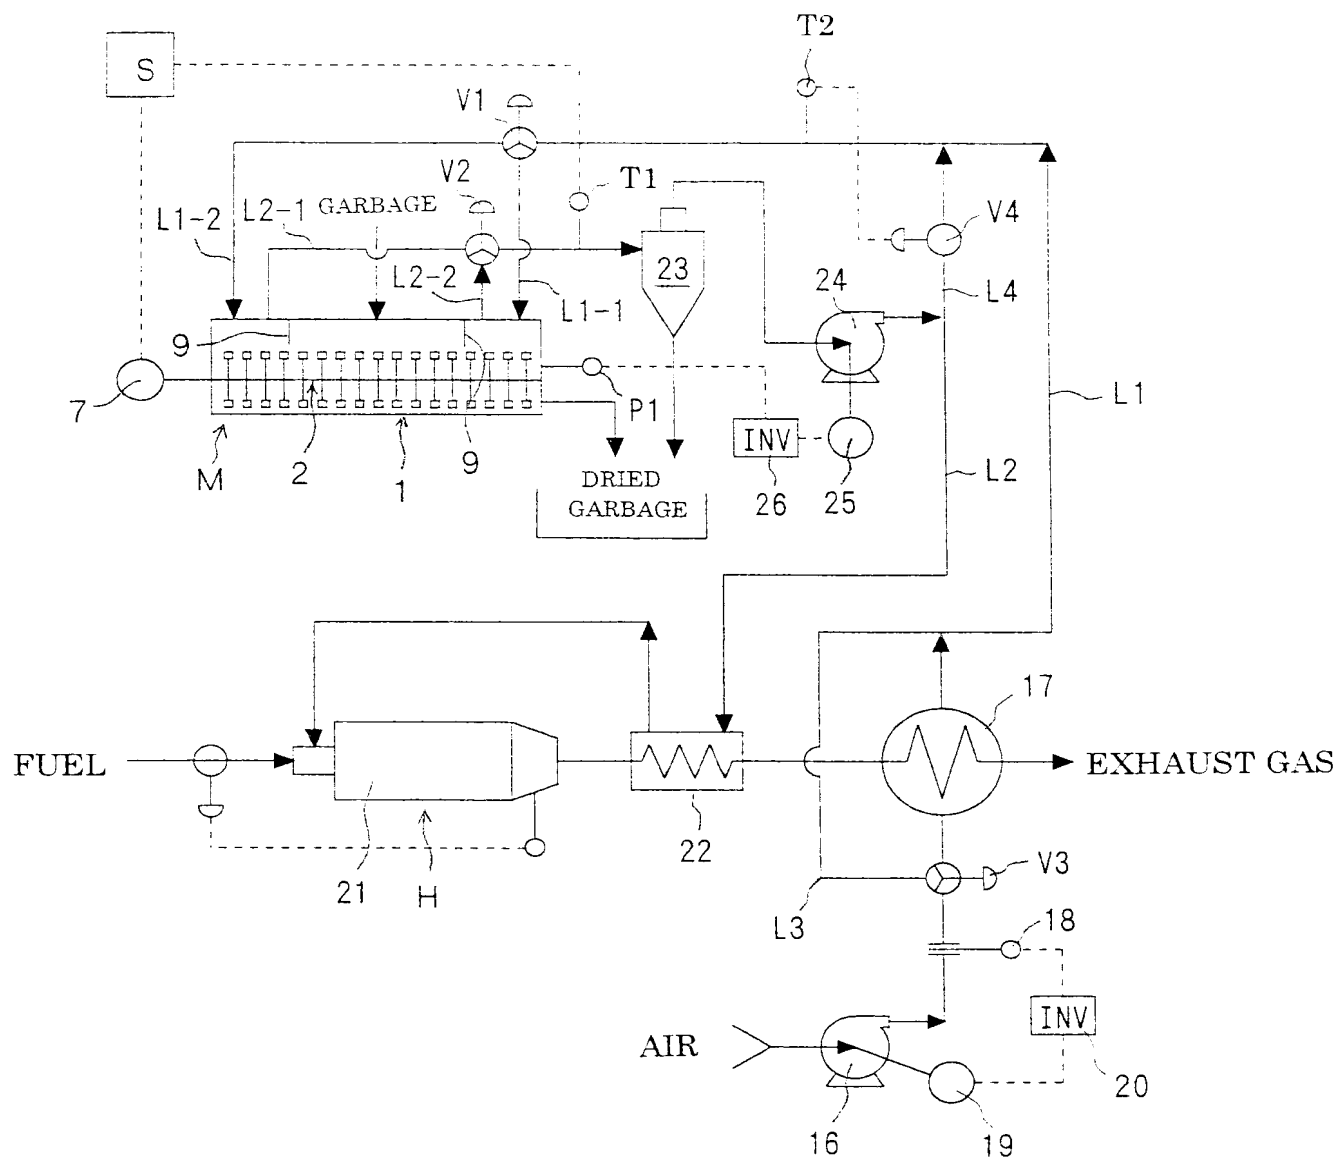 T2
S
V1
V2
T1
L1-2
L2-1
GARBAGE
V4
23
L2-2
L1-1
24
L4
9
7
P1
L1
INV
M
2
1
9
L2
DRIED
GARBAGE
26
25
17
FUEL
EXHAUST GAS
22
V3
21
H
L3
18
INV
AIR
20
16
19